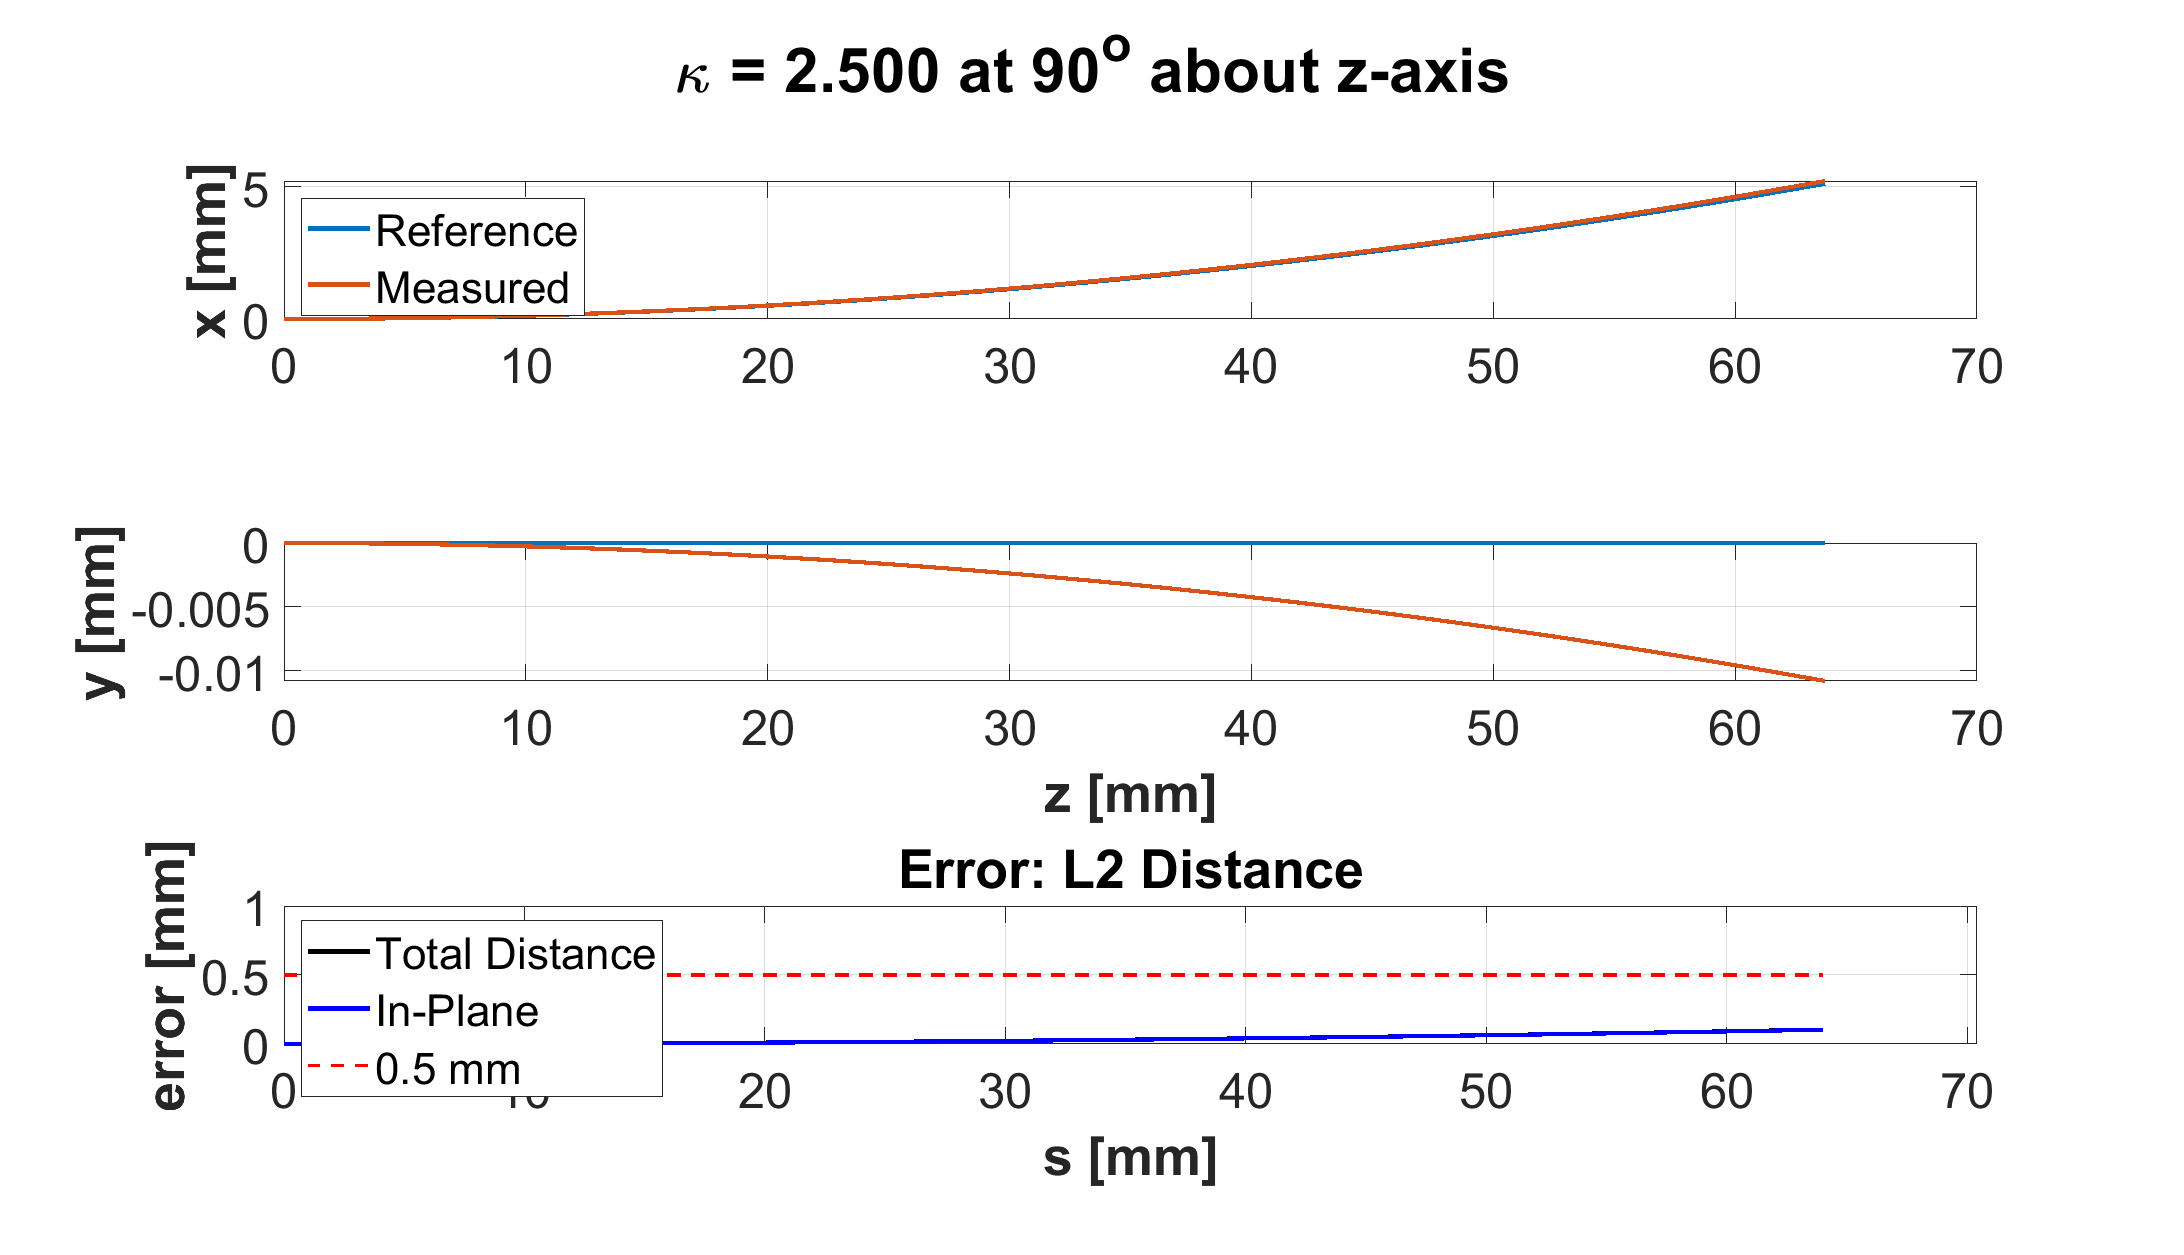 κ = 2.500 at 90° about z-axis
x [mm]
5
0
Reference
Measured
0 10 20 30 40 50 60 70
y [mm]
0
-0.005
-0.01
0 10 20 30 40 50 60 70
z [mm]
Error: L2 Distance
error [mm]
1
0.5
0
Total Distance
In-Plane
0.5 mm
0 10 20 30 40 50 60 70
s [mm]